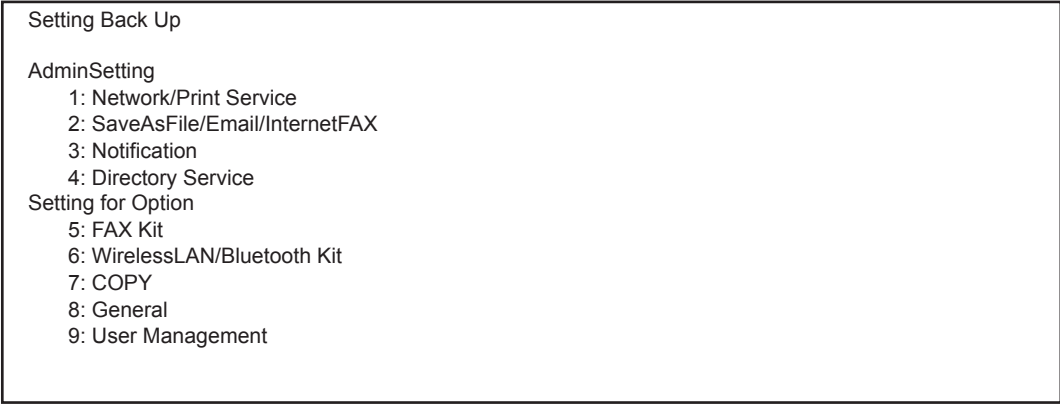 Setting Back Up
AdminSetting
1: Network/Print Service
2: SaveAsFile/Email/InternetFAX
3: Notification
4: Directory Service
Setting for Option
5: FAX Kit
6: WirelessLAN/Bluetooth Kit
7: COPY
8: General
9: User Management